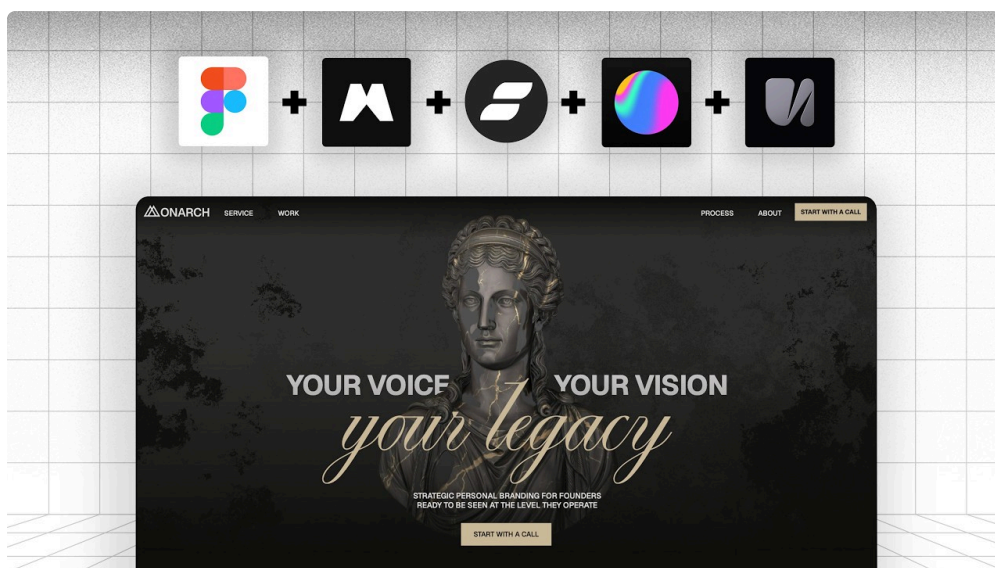 MONARCH SERVICE WORK PROCESS ABOUT START WITH A CALL
YOUR VOICE YOUR VISION
your legacy
STRATEGIC PERSONAL BRANDING FOR FOUNDERS
READY TO BE SEEN AT THE LEVEL THEY OPERATE
START WITH A CALL